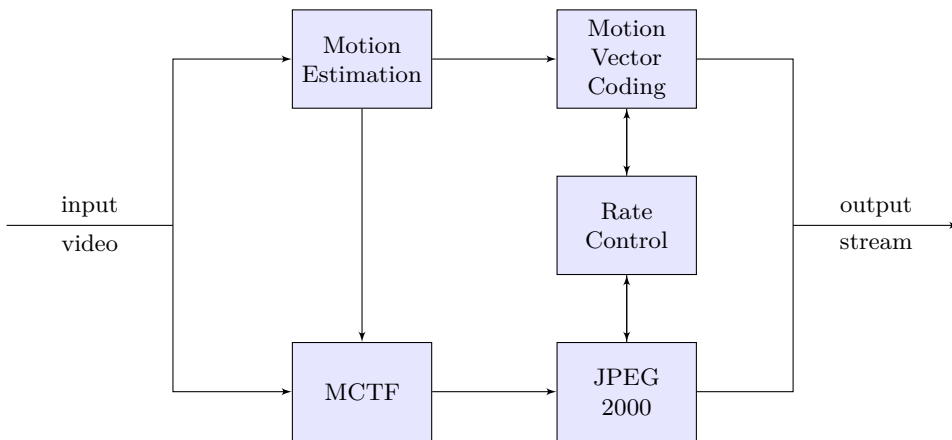 Motion
Estimation
Motion
Vector
Coding
input
video
Rate
Control
output
stream
MCTF
JPEG
2000